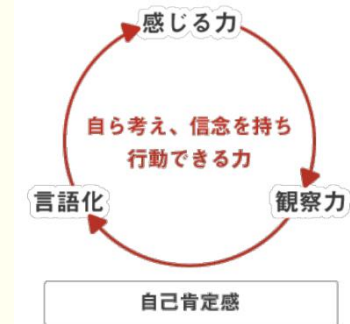 感じる力
自ら考え、信念を持ち
行動できる力
言語化
観察力
自己肯定感